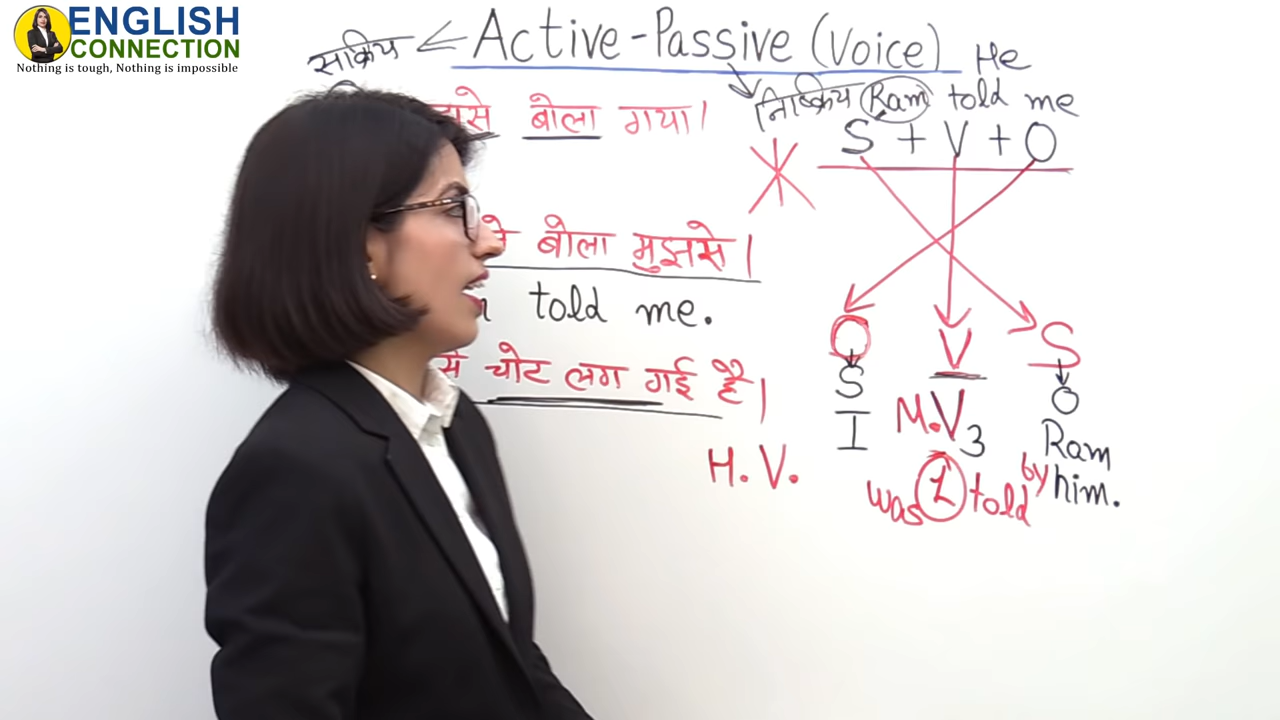 ENGLISH
CONNECTION
Nothing is tough, Nothing is impossible
सक्रिय ← Active-Passive (Voice)
He
निष्क्रिय Ram told me
बोला गया।
S + V + O
बोला मुझसे।
told me.
O V S
S O
चोट लग गई है।
I M.V3 Ram
H. V.
was 1 told by him.